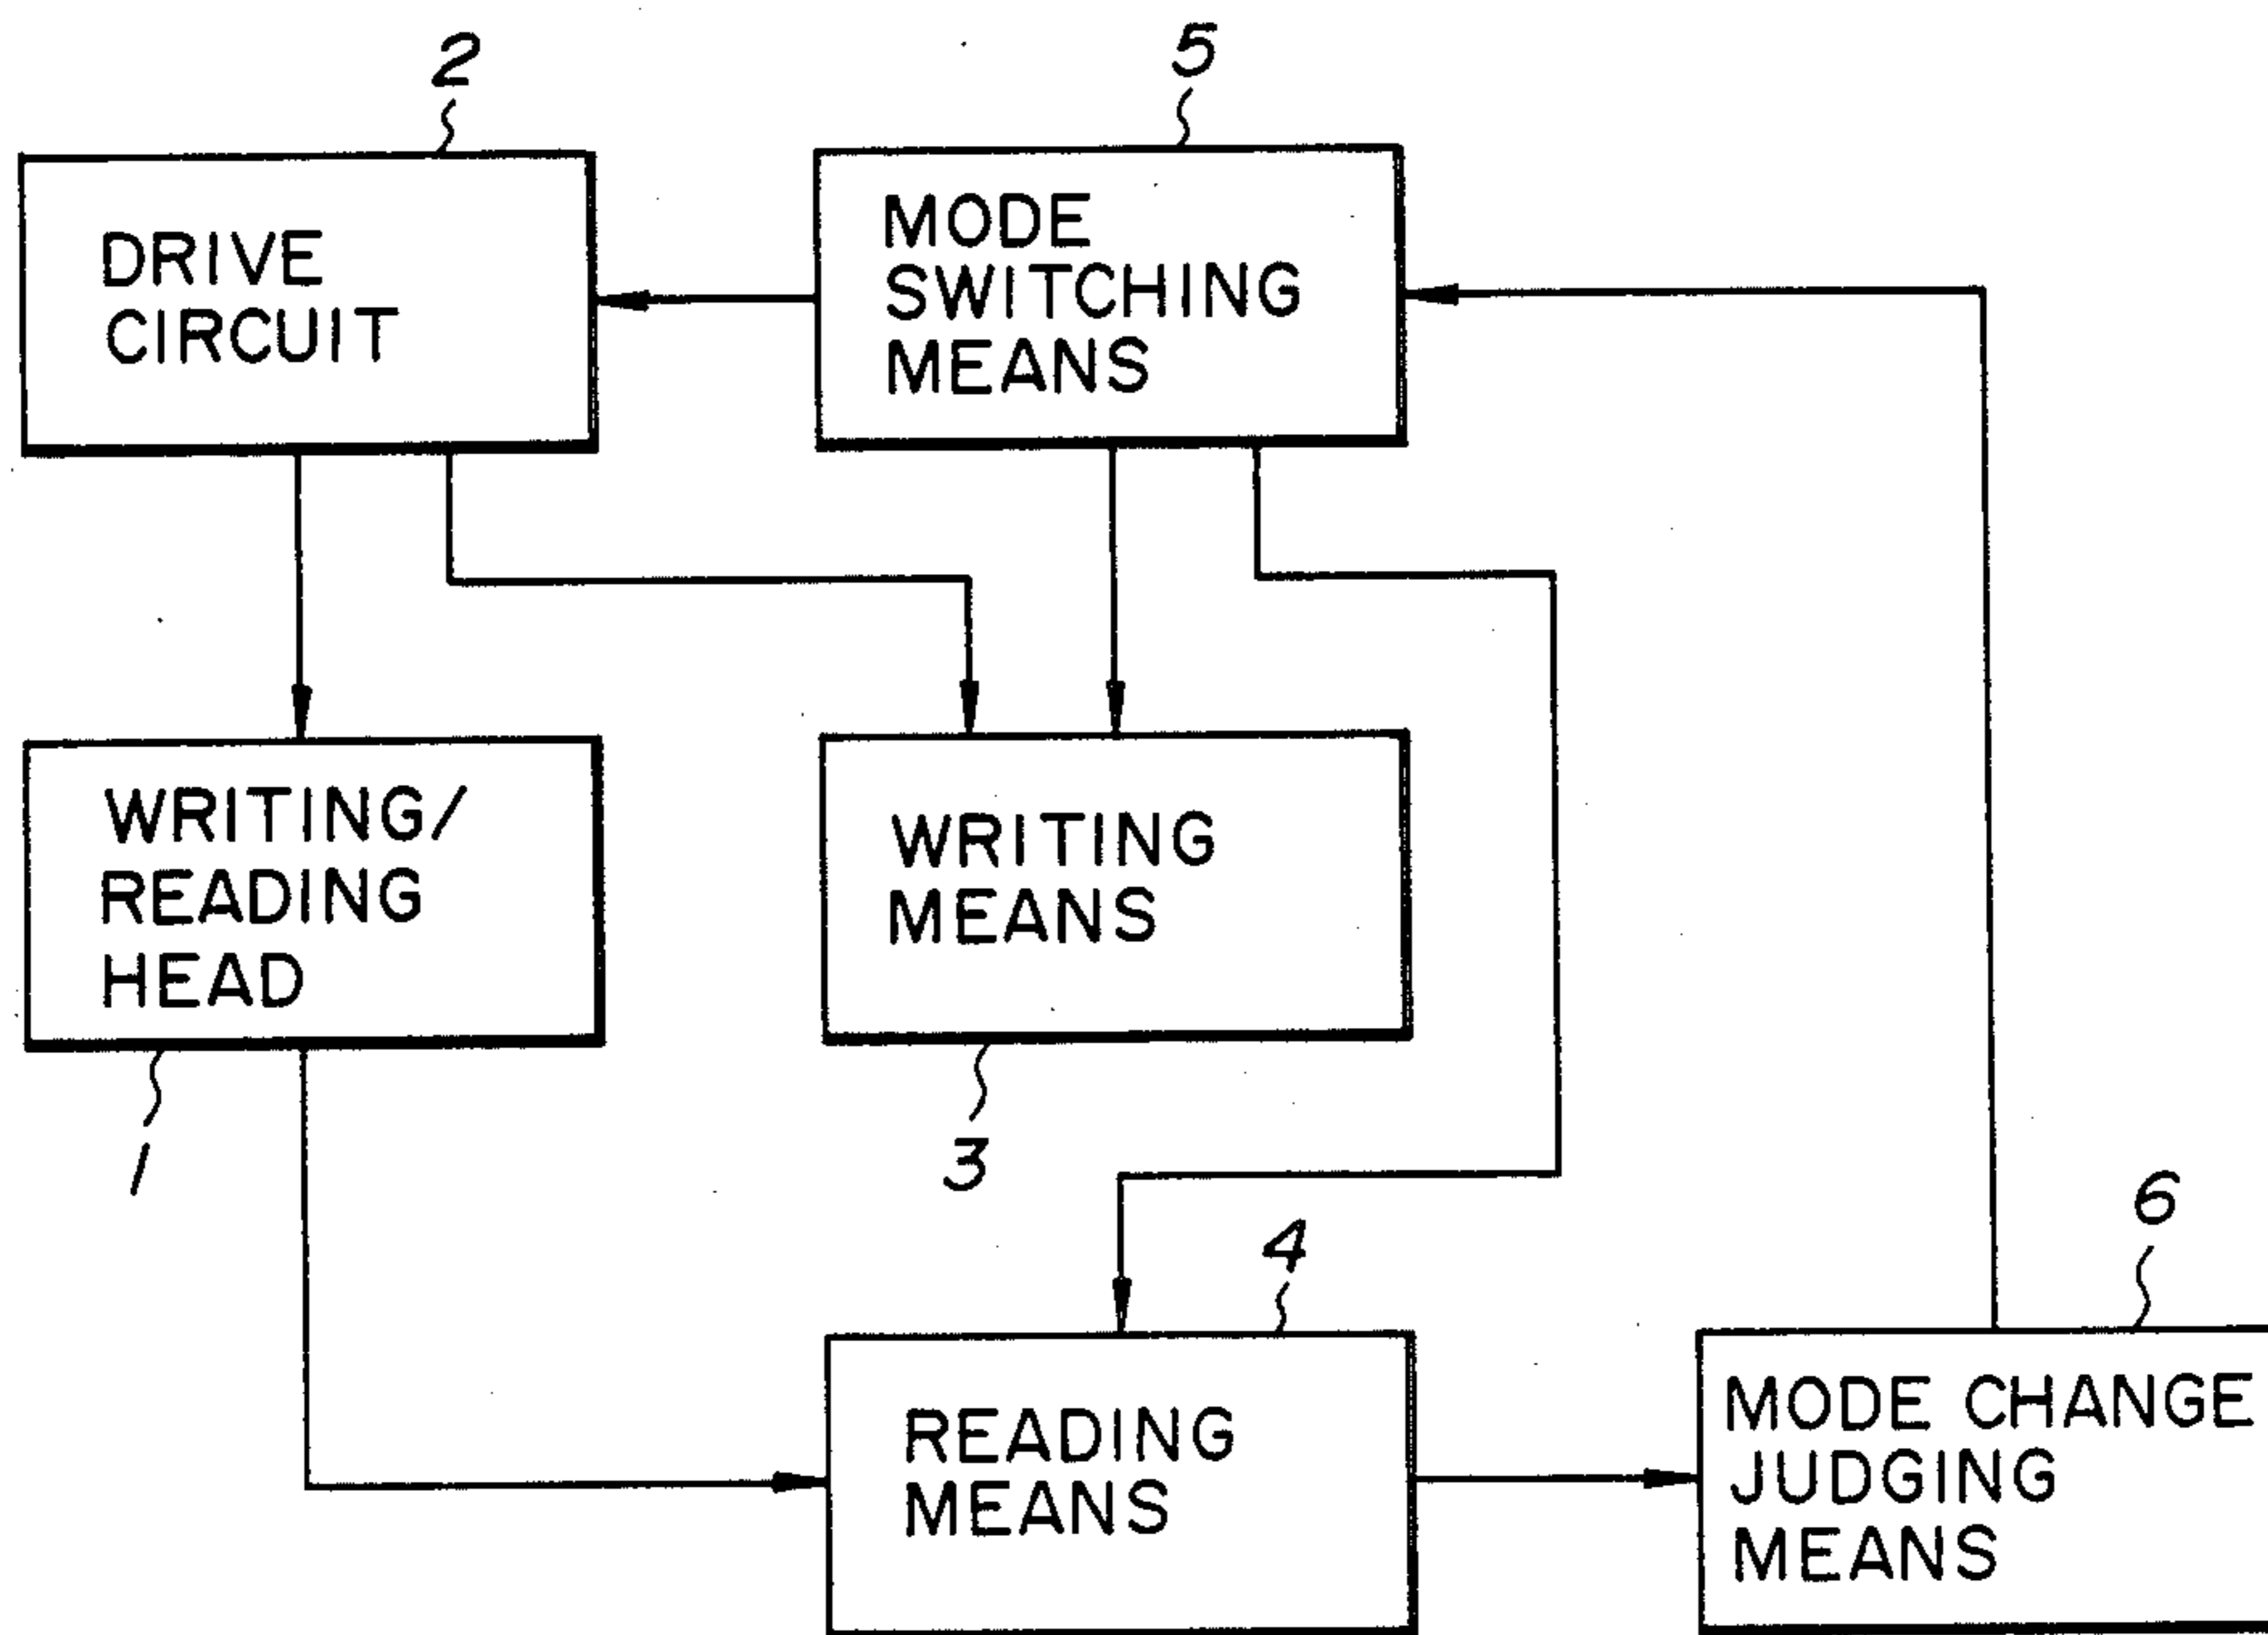 2
5
DRIVE
CIRCUIT
MODE
SWITCHING
MEANS
WRITING/
READING
HEAD
WRITING
MEANS
1
3
4
6
READING
MEANS
MODE CHANGE
JUDGING
MEANS